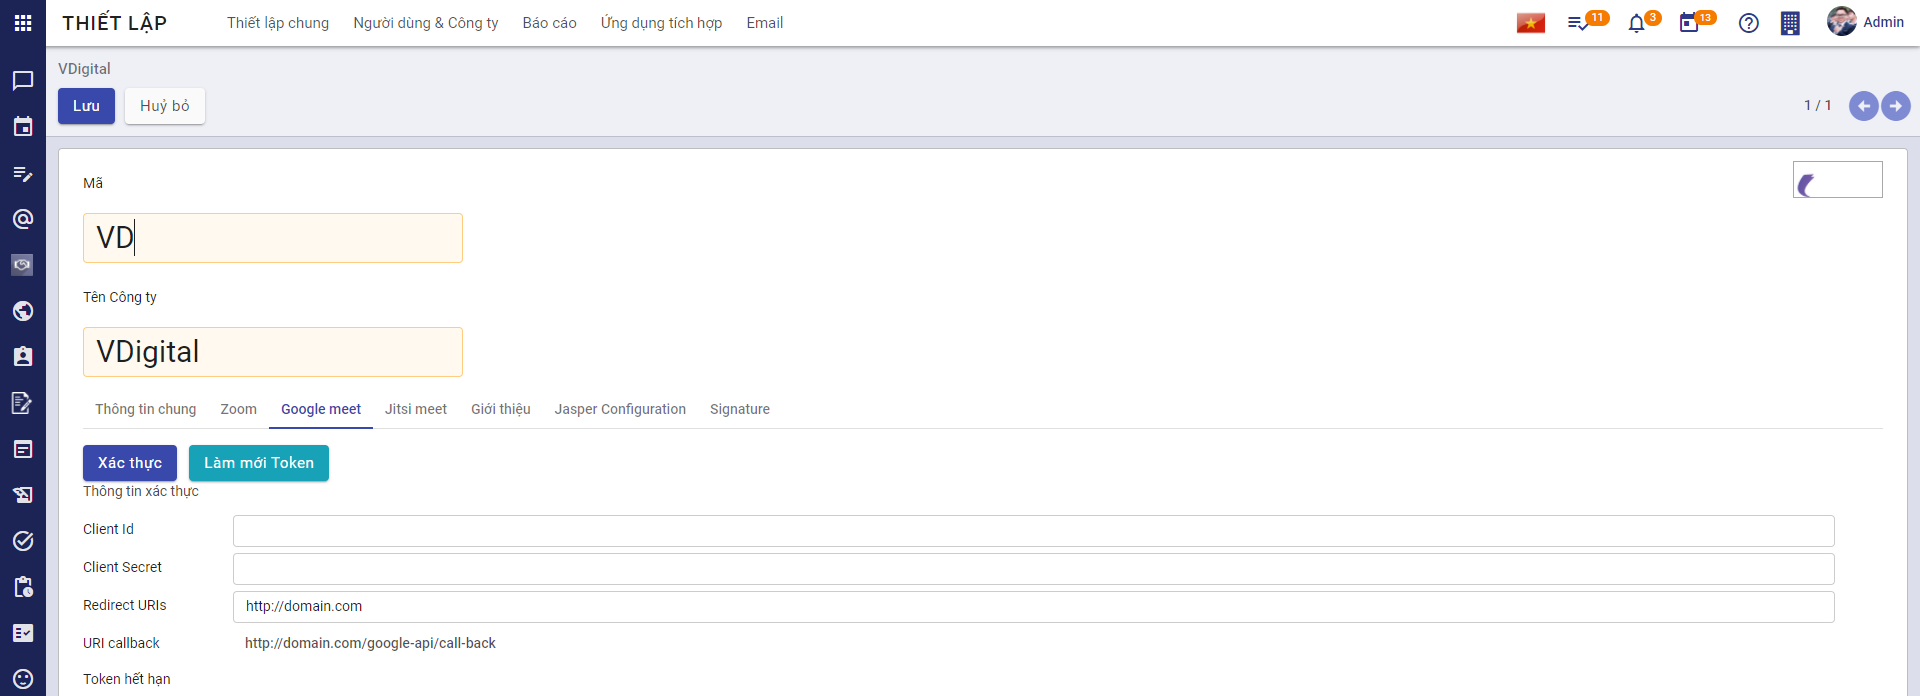 THIẾT LẬP Thiết lập chung Người dùng & Công ty Báo cáo Ứng dụng tích hợp Email 11 3 13 Admin
VDigital
Lưu Huỷ bỏ 1 / 1
Mã
VD
Tên Công ty
VDigital
Thông tin chung Zoom Google meet Jitsi meet Giới thiệu Jasper Configuration Signature
Xác thực Làm mới Token
Thông tin xác thực
Client Id
Client Secret
Redirect URIs http://domain.com
URI callback http://domain.com/google-api/call-back
Token hết hạn